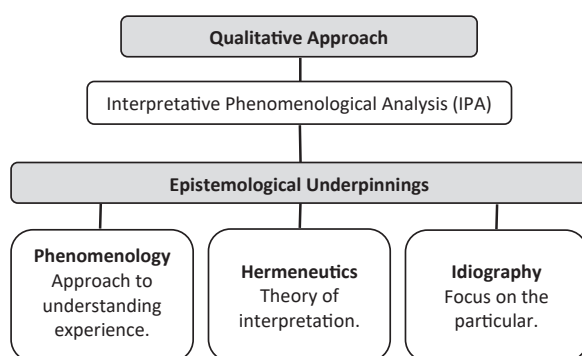 Qualitative Approach
Interpretative Phenomenological Analysis (IPA)
Epistemological Underpinnings
Phenomenology
Approach to
understanding
experience.
Hermeneutics
Theory of
interpretation.
Idiography
Focus on the
particular.